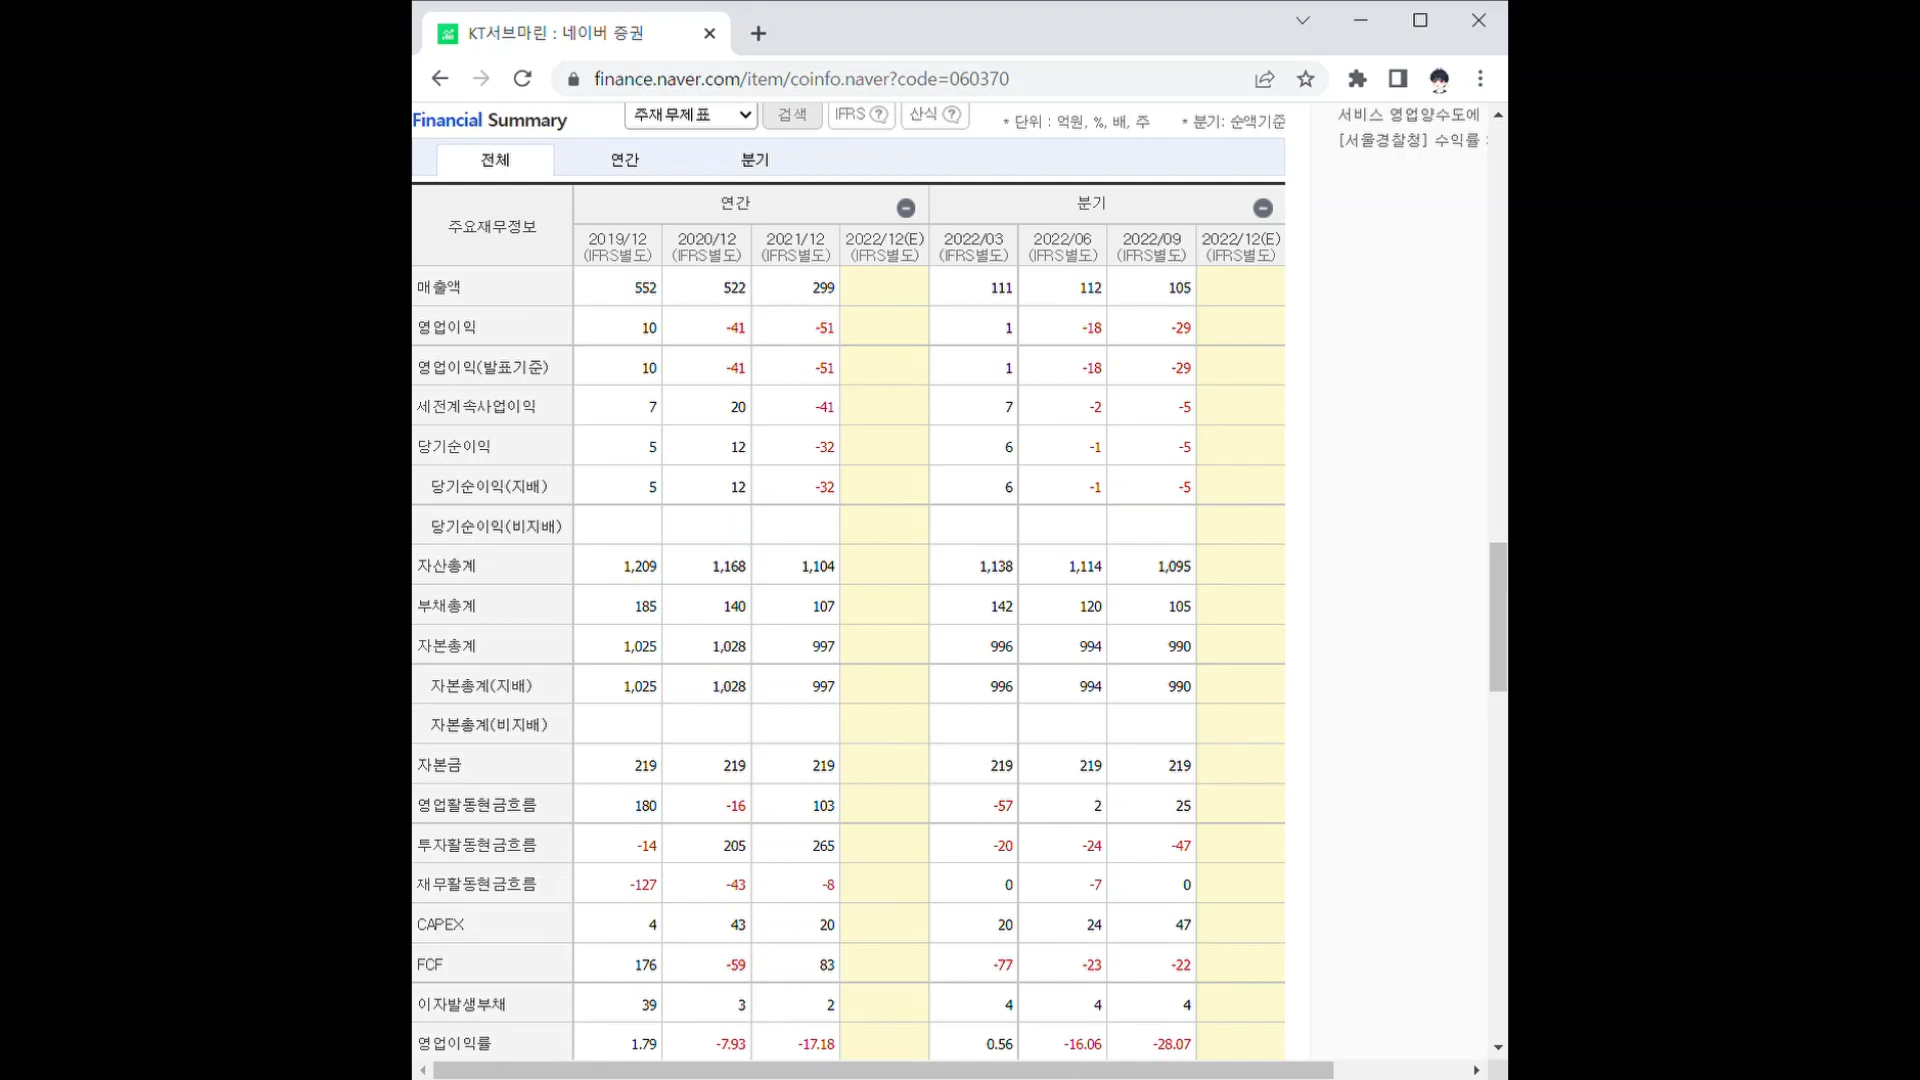 KT서브마린 : 네이버 증권
finance.naver.com/item/coinfo.naver?code=060370
Financial Summary 주재무제표 검색 IFRS ? 산식 ? * 단위 : 억원, %, 배, 주 * 분기: 순액기준
서비스 영업양수도에
[서울경찰청] 수익률
전체 연간 분기
주요재무정보 연간 분기
2019/12 2020/12 2021/12 2022/12(E) 2022/03 2022/06 2022/09 2022/12(E)
(IFRS별도) (IFRS별도) (IFRS별도) (IFRS별도) (IFRS별도) (IFRS별도) (IFRS별도) (IFRS별도)
매출액 552 522 299 111 112 105
영업이익 10 -41 -51 1 -18 -29
영업이익(발표기준) 10 -41 -51 1 -18 -29
세전계속사업이익 7 20 -41 7 -2 -5
당기순이익 5 12 -32 6 -1 -5
당기순이익(지배) 5 12 -32 6 -1 -5
당기순이익(비지배)
자산총계 1,209 1,168 1,104 1,138 1,114 1,095
부채총계 185 140 107 142 120 105
자본총계 1,025 1,028 997 996 994 990
자본총계(지배) 1,025 1,028 997 996 994 990
자본총계(비지배)
자본금 219 219 219 219 219 219
영업활동현금흐름 180 -16 103 -57 2 25
투자활동현금흐름 -14 205 265 -20 -24 -47
재무활동현금흐름 -127 -43 -8 0 -7 0
CAPEX 4 43 20 20 24 47
FCF 176 -59 83 -77 -23 -22
이자발생부채 39 3 2 4 4 4
영업이익률 1.79 -7.93 -17.18 0.56 -16.06 -28.07